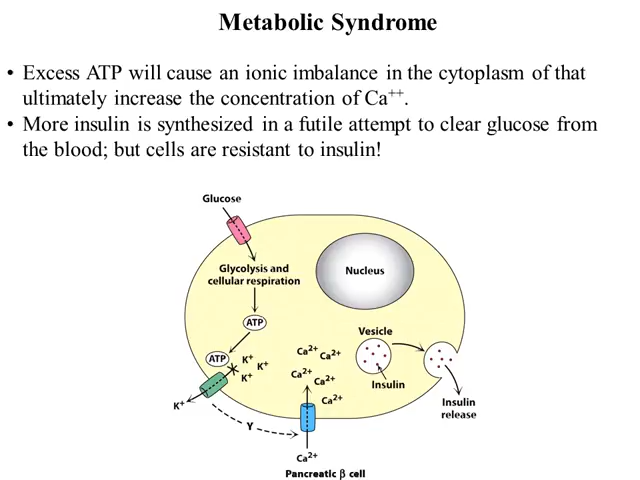 Metabolic Syndrome
• Excess ATP will cause an ionic imbalance in the cytoplasm of that
ultimately increase the concentration of Ca⁺⁺.
• More insulin is synthesized in a futile attempt to clear glucose from
the blood; but cells are resistant to insulin!
Glucose
Glycolysis and
cellular respiration
Nucleus
ATP
Vesicle
ATP
K⁺
K⁺
K⁺
K⁺
Ca²⁺
Ca²⁺
Ca²⁺
Ca²⁺
Ca²⁺
Insulin
Insulin
release
Y
Ca²⁺
Pancreatic β cell